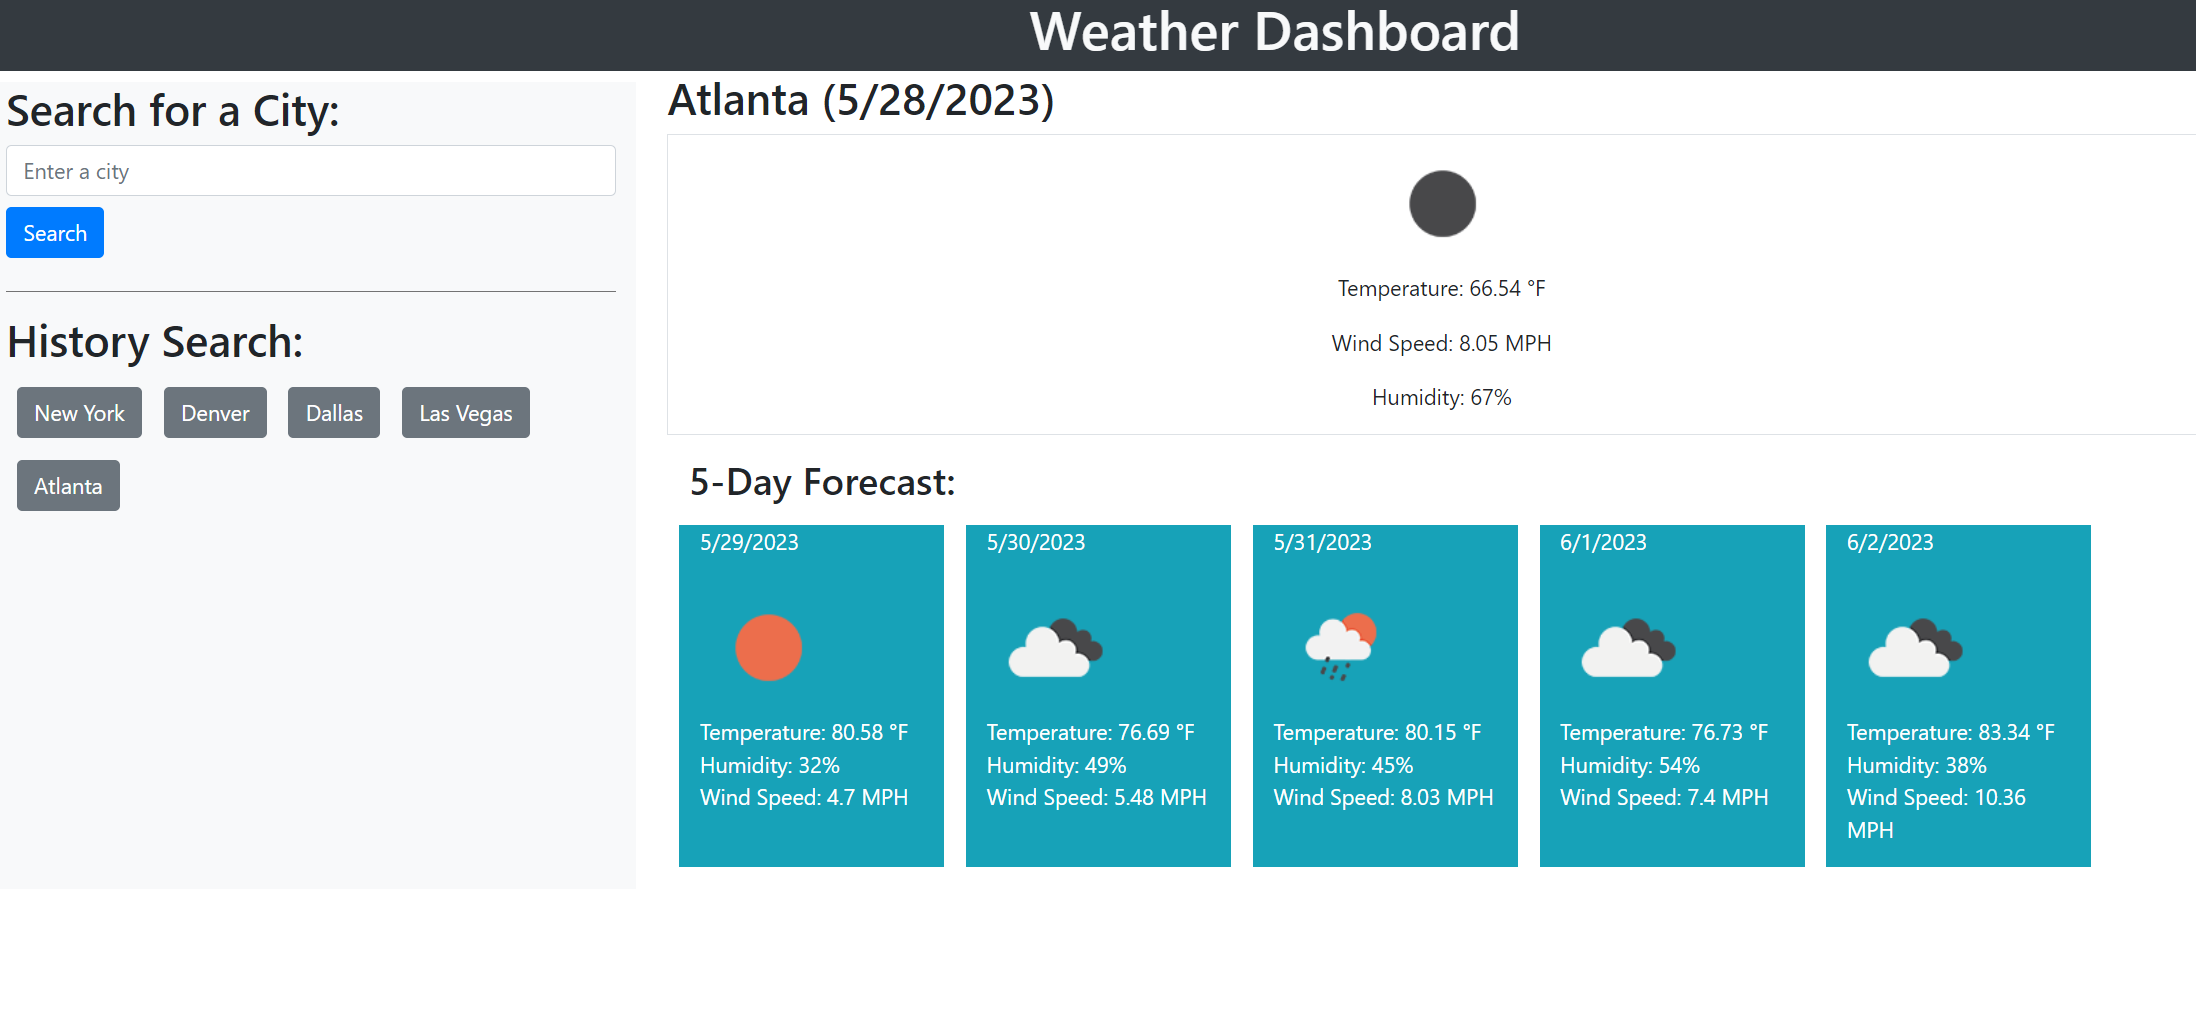 Weather Dashboard
Search for a City:
Enter a city
Search
History Search:
New York
Denver
Dallas
Las Vegas
Atlanta
Atlanta (5/28/2023)
Temperature: 66.54 °F
Wind Speed: 8.05 MPH
Humidity: 67%
5-Day Forecast:
5/29/2023
Temperature: 80.58 °F
Humidity: 32%
Wind Speed: 4.7 MPH
5/30/2023
Temperature: 76.69 °F
Humidity: 49%
Wind Speed: 5.48 MPH
5/31/2023
Temperature: 80.15 °F
Humidity: 45%
Wind Speed: 8.03 MPH
6/1/2023
Temperature: 76.73 °F
Humidity: 54%
Wind Speed: 7.4 MPH
6/2/2023
Temperature: 83.34 °F
Humidity: 38%
Wind Speed: 10.36
MPH